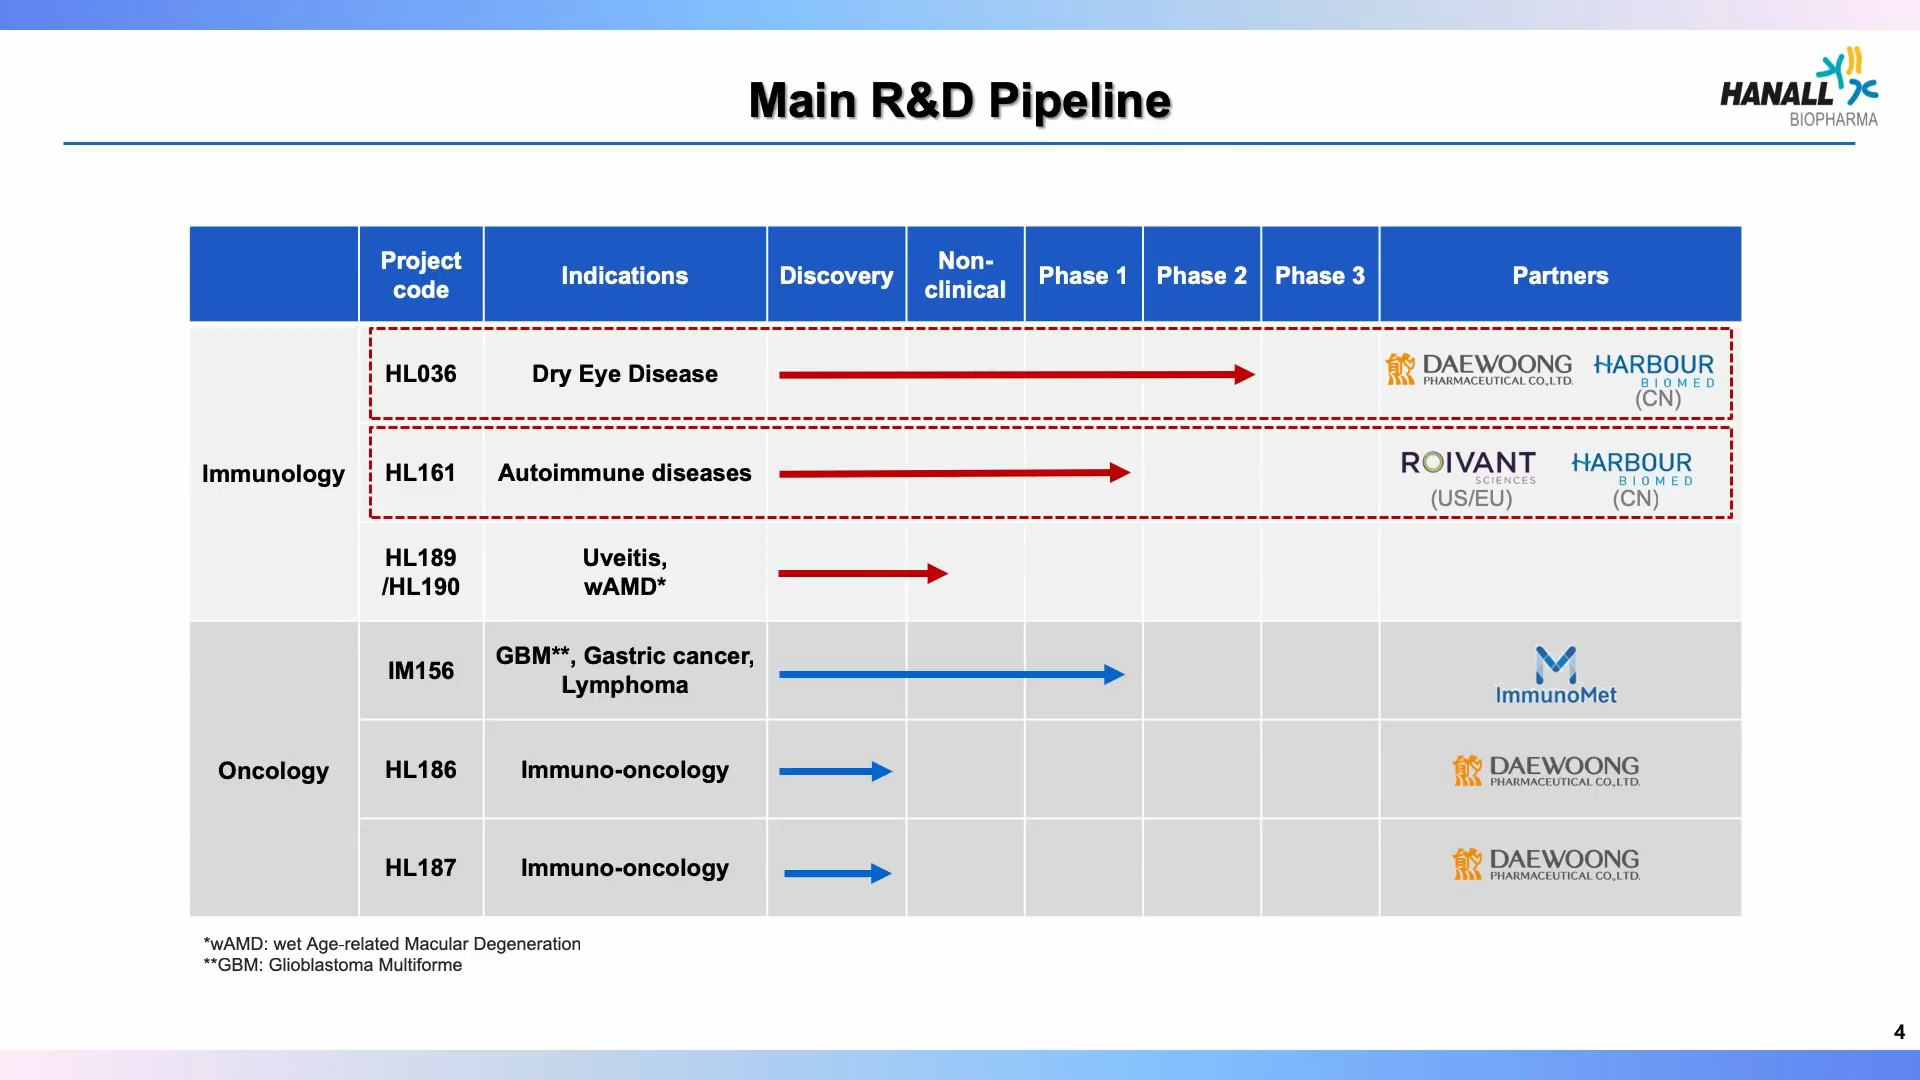 Main R&D Pipeline
HANALL
BIOPHARMA
Project
code
Indications
Discovery
Non-
clinical
Phase 1
Phase 2
Phase 3
Partners
Immunology
HL036
Dry Eye Disease
DAEWOONG
PHARMACEUTICAL CO.,LTD.
HARBOUR
BIOMED
(CN)
HL161
Autoimmune diseases
ROIVANT
SCIENCES
(US/EU)
HARBOUR
BIOMED
(CN)
HL189
/HL190
Uveitis,
wAMD*
Oncology
IM156
GBM**, Gastric cancer,
Lymphoma
ImmunoMet
HL186
Immuno-oncology
DAEWOONG
PHARMACEUTICAL CO.,LTD.
HL187
Immuno-oncology
DAEWOONG
PHARMACEUTICAL CO.,LTD.
*wAMD: wet Age-related Macular Degeneration
**GBM: Glioblastoma Multiforme
4